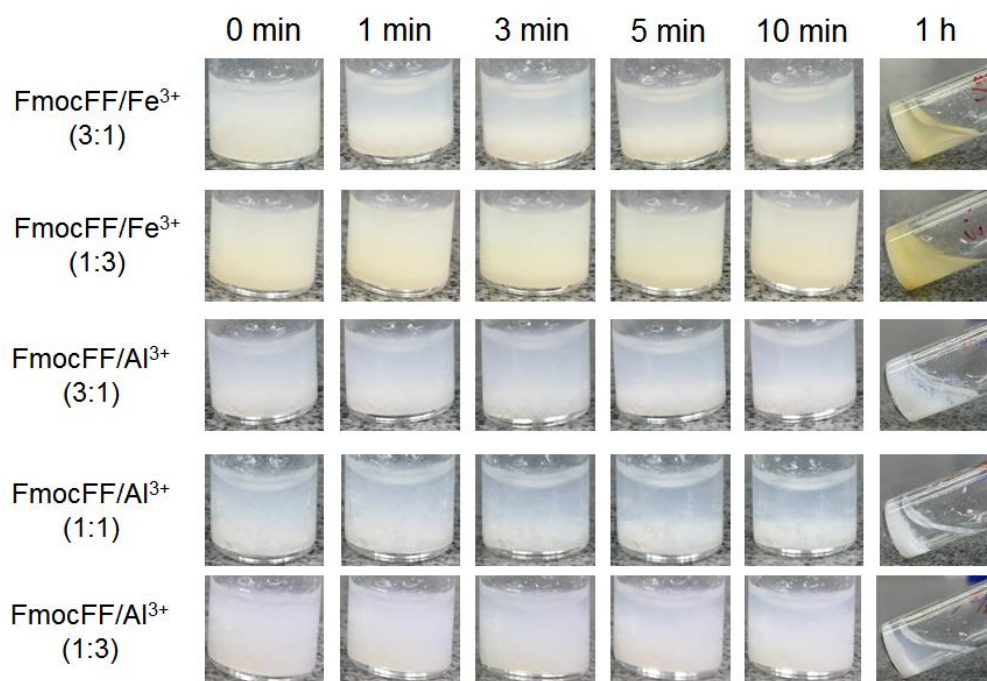 0 min 1 min 3 min 5 min 10 min 1 h
FmocFF/Fe³⁺
(3:1)
FmocFF/Fe³⁺
(1:3)
FmocFF/Al³⁺
(3:1)
FmocFF/Al³⁺
(1:1)
FmocFF/Al³⁺
(1:3)